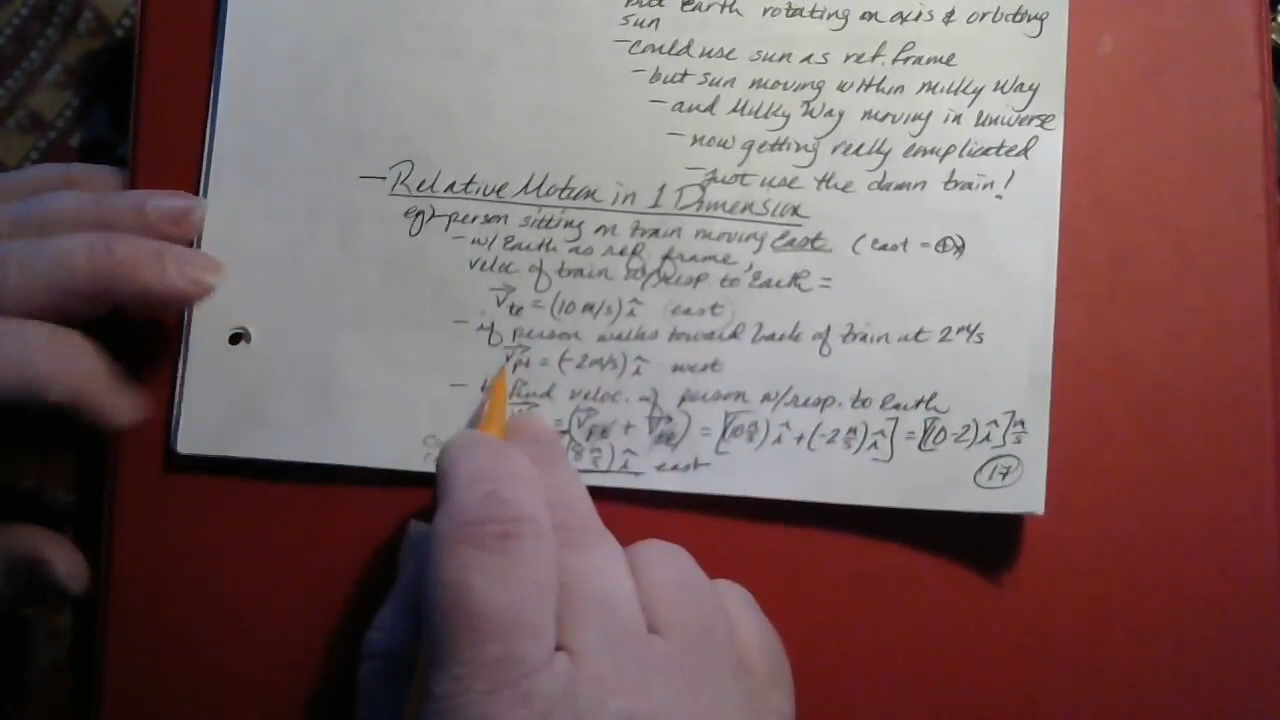 but Earth rotating on axis & orbiting
sun
- could use sun as ref. frame
- but sun moving within Milky Way
- and Milky Way moving in Universe
- now getting really complicated
- Just use the damn train!
- Relative Motion in 1 Dimension
eg) - person sitting on train moving East (east = ⊕x)
- w/ Earth as ref frame,
veloc of train w/resp. to Earth =
v⃗te = (10 m/s) î (east)
- if person walks toward back of train at 2 m/s
v⃗pt = (-2 m/s) î west
- find veloc. of person w/resp. to Earth
= (v⃗pt + v⃗te) = [(10 m/s) î + (-2 m/s) î] = [(10-2) î] m/s
(8 m/s) î east
17